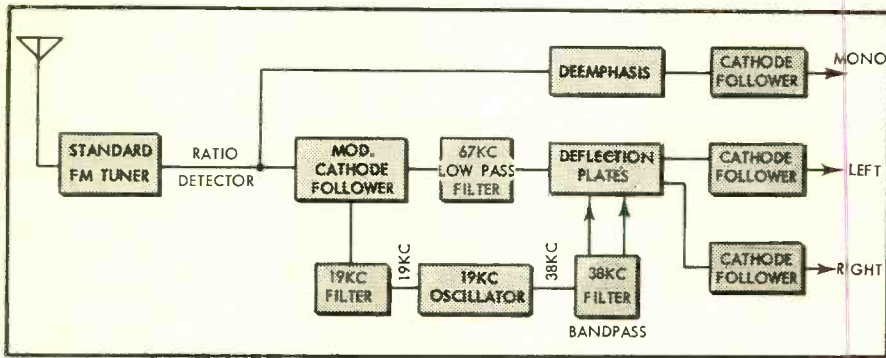 DEEMPHASIS
CATHODE
FOLLOWER
MONO
STANDARD
FM TUNER
RATIO
DETECTOR
MOD.
CATHODE
FOLLOWER
67KC
LOW PASS
FILTER
DEFLECTION
PLATES
CATHODE
FOLLOWER
LEFT
19KC
FILTER
19KC
19KC
OSCILLATOR
38KC
38KC
FILTER
BANDPASS
CATHODE
FOLLOWER
RIGHT